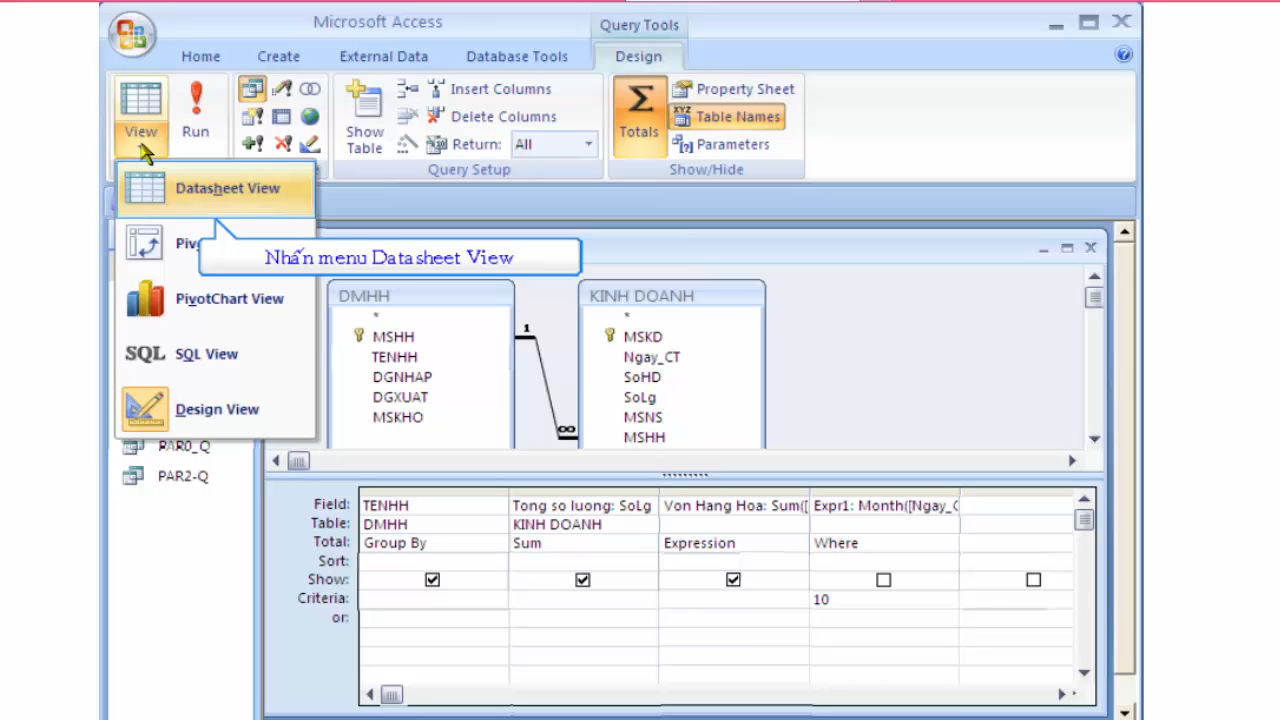 Microsoft Access
Query Tools
Home
Create
External Data
Database Tools
Design
View
Run
Show Table
Insert Columns
Delete Columns
Return: All
Query Setup
Totals
Property Sheet
Table Names
Parameters
Show/Hide
Datasheet View
Nhấn menu Datasheet View
PivotChart View
SQL SQL View
Design View
PAR0_Q
PAR2-Q
DMHH
*
MSHH
TENHH
DGNHAP
DGXUAT
MSKHO
1
∞
KINH DOANH
*
MSKD
Ngay_CT
SoHD
SoLg
MSNS
MSHH
Field: TENHH Tong so luong: SoLg Von Hang Hoa: Sum([ Expr1: Month([Ngay_C
Table: DMHH KINH DOANH
Total: Group By Sum Expression Where
Sort:
Show:
Criteria: 10
or: